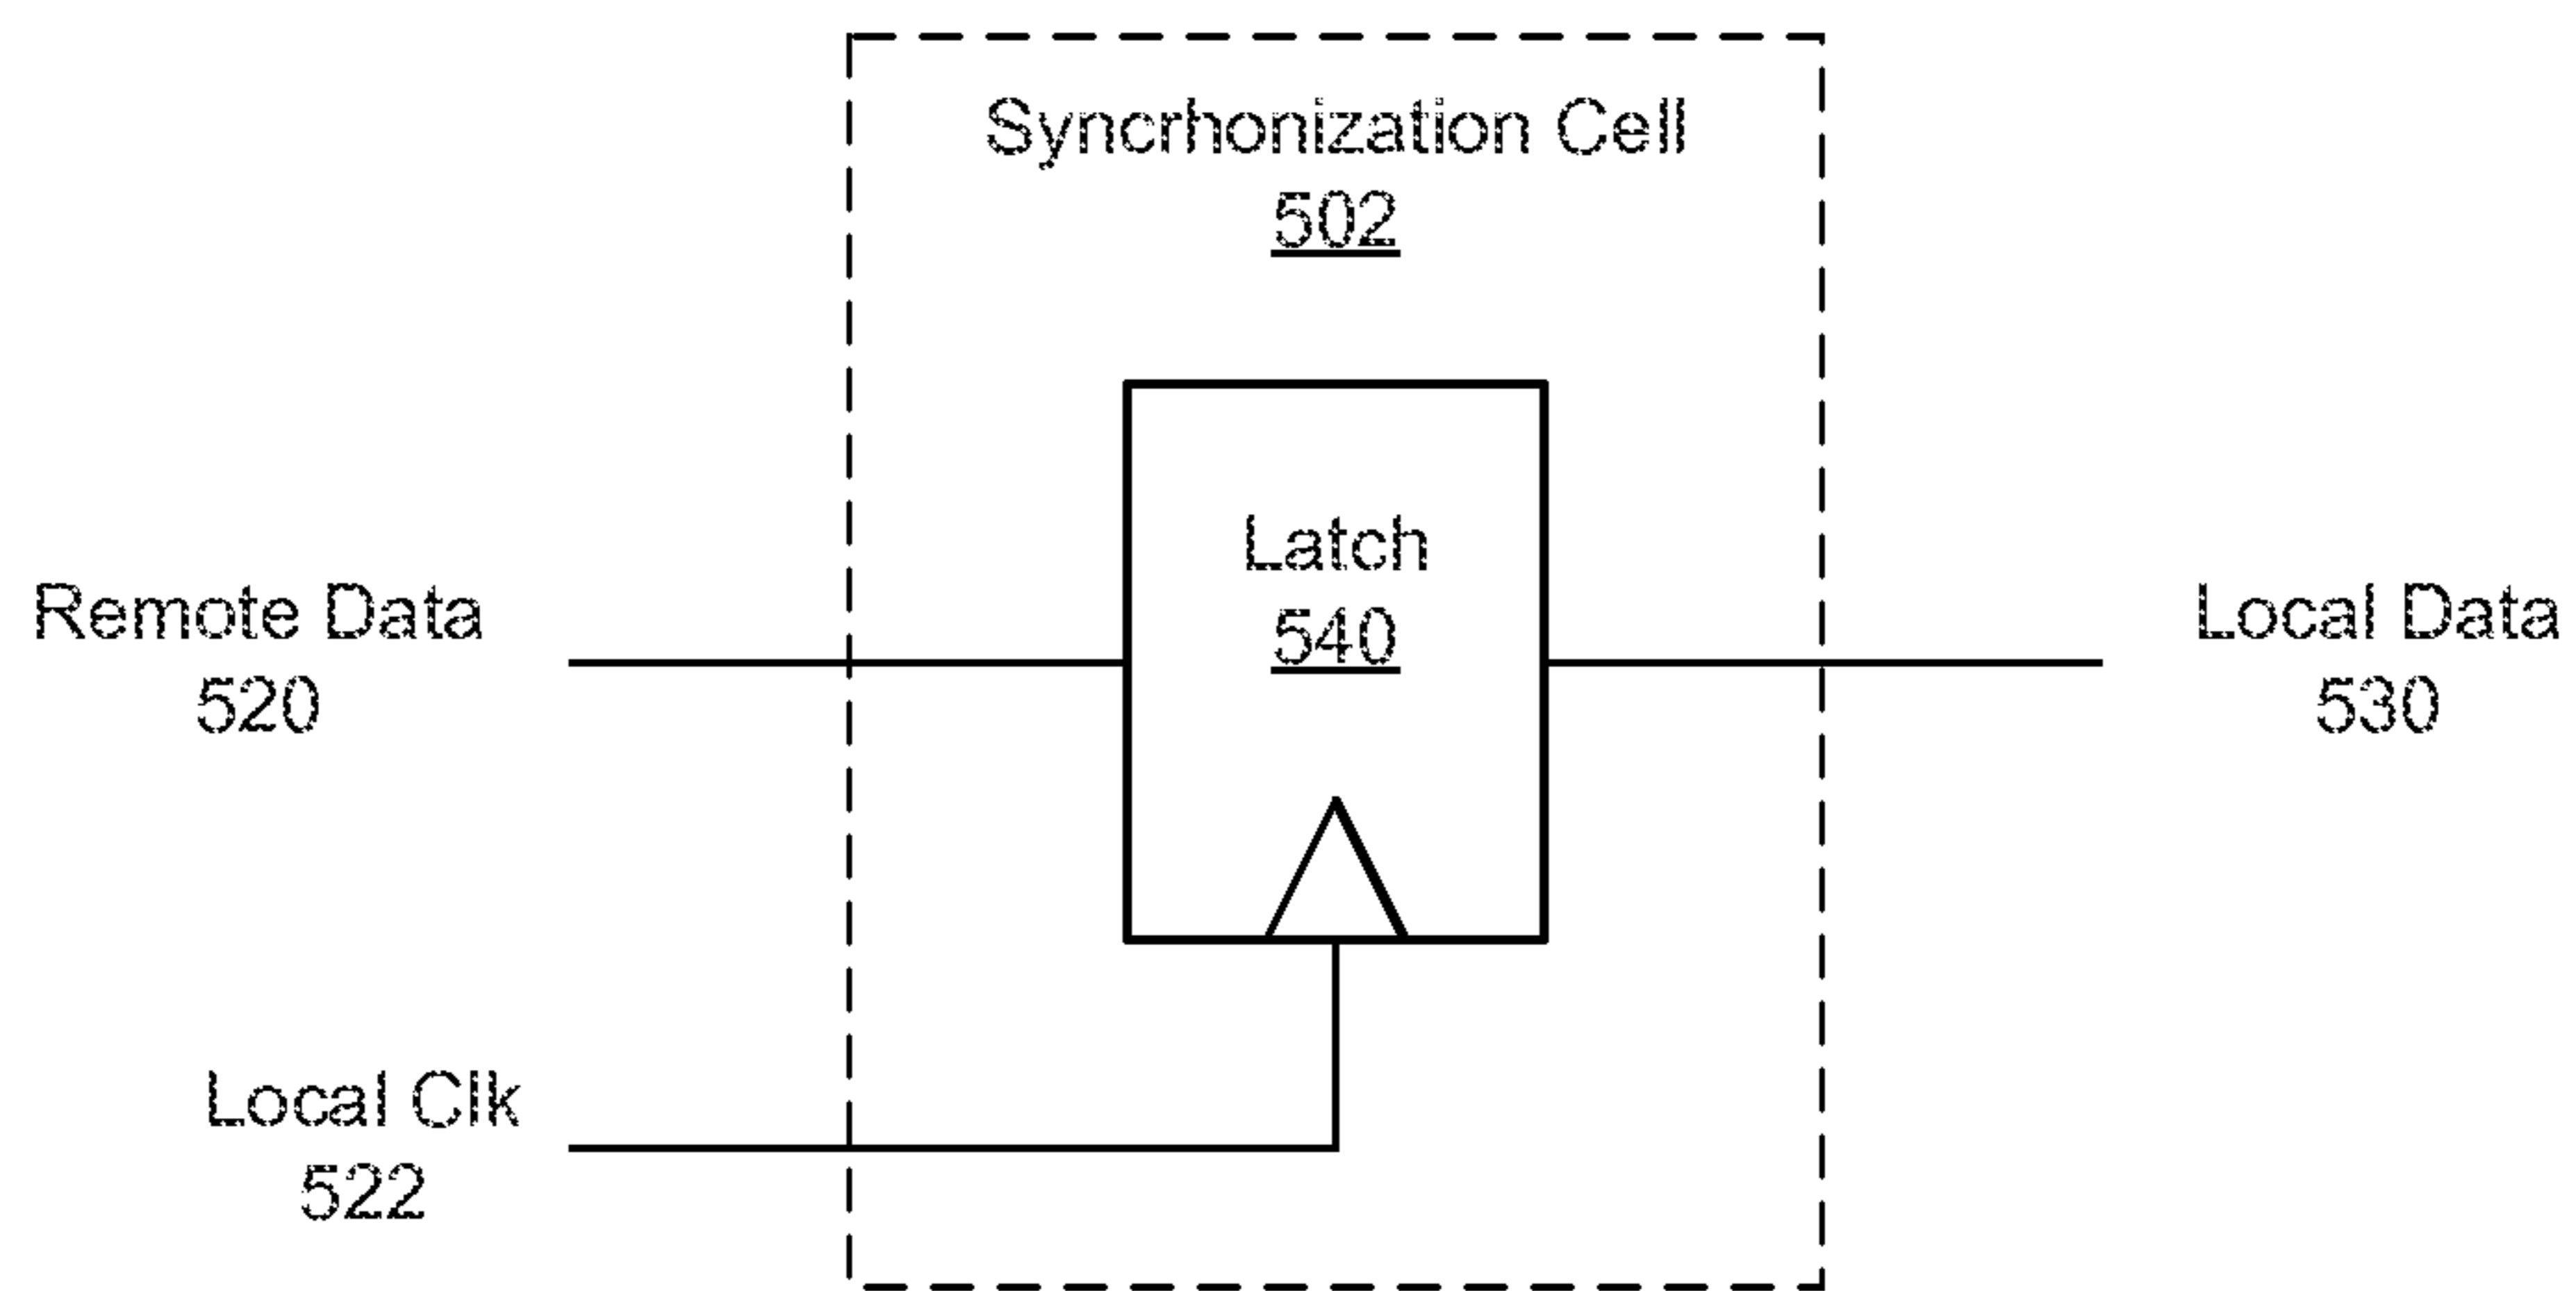 Syncrhonization Cell
502
Latch
540
Remote Data
520
Local Data
530
Local Clk
522